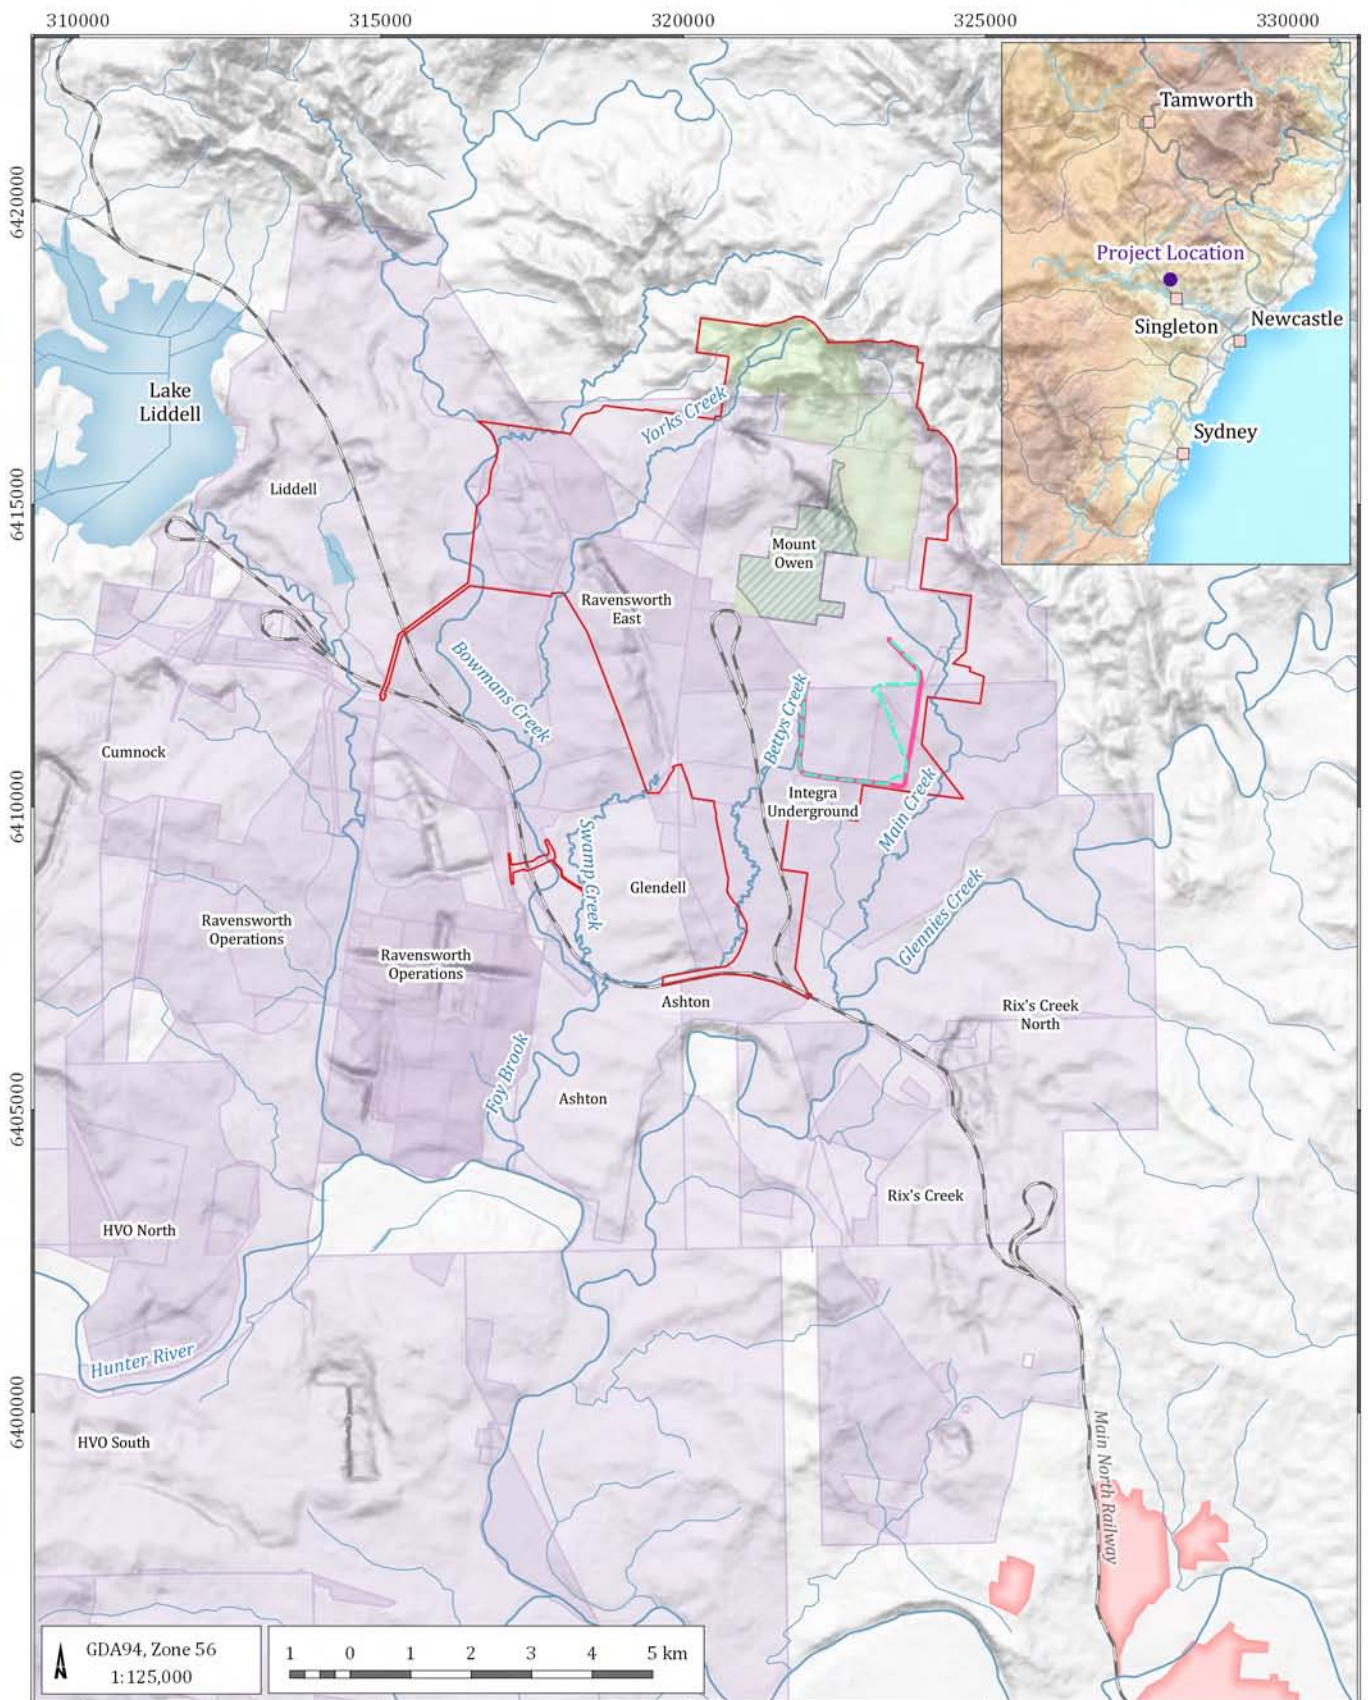 310000
315000
320000
325000
330000
6420000
6415000
6410000
6405000
6400000
Tamworth
Project Location
Singleton
Newcastle
Sydney
Lake
Liddell
Yorks Creek
Liddell
Mount
Owen
Ravensworth
East
Bowmans Creek
Bettys Creek
Cumnock
Integra
Underground
Main Creek
Swamp Creek
Glendell
Glennies Creek
Ravensworth
Operations
Ravensworth
Operations
Ashton
Rix's Creek
North
Foy Brook
Ashton
Rix's Creek
HVO North
Hunter River
HVO South
Main North Railway
N
GDA94, Zone 56
1:125,000
1 0 1 2 3 4 5 km